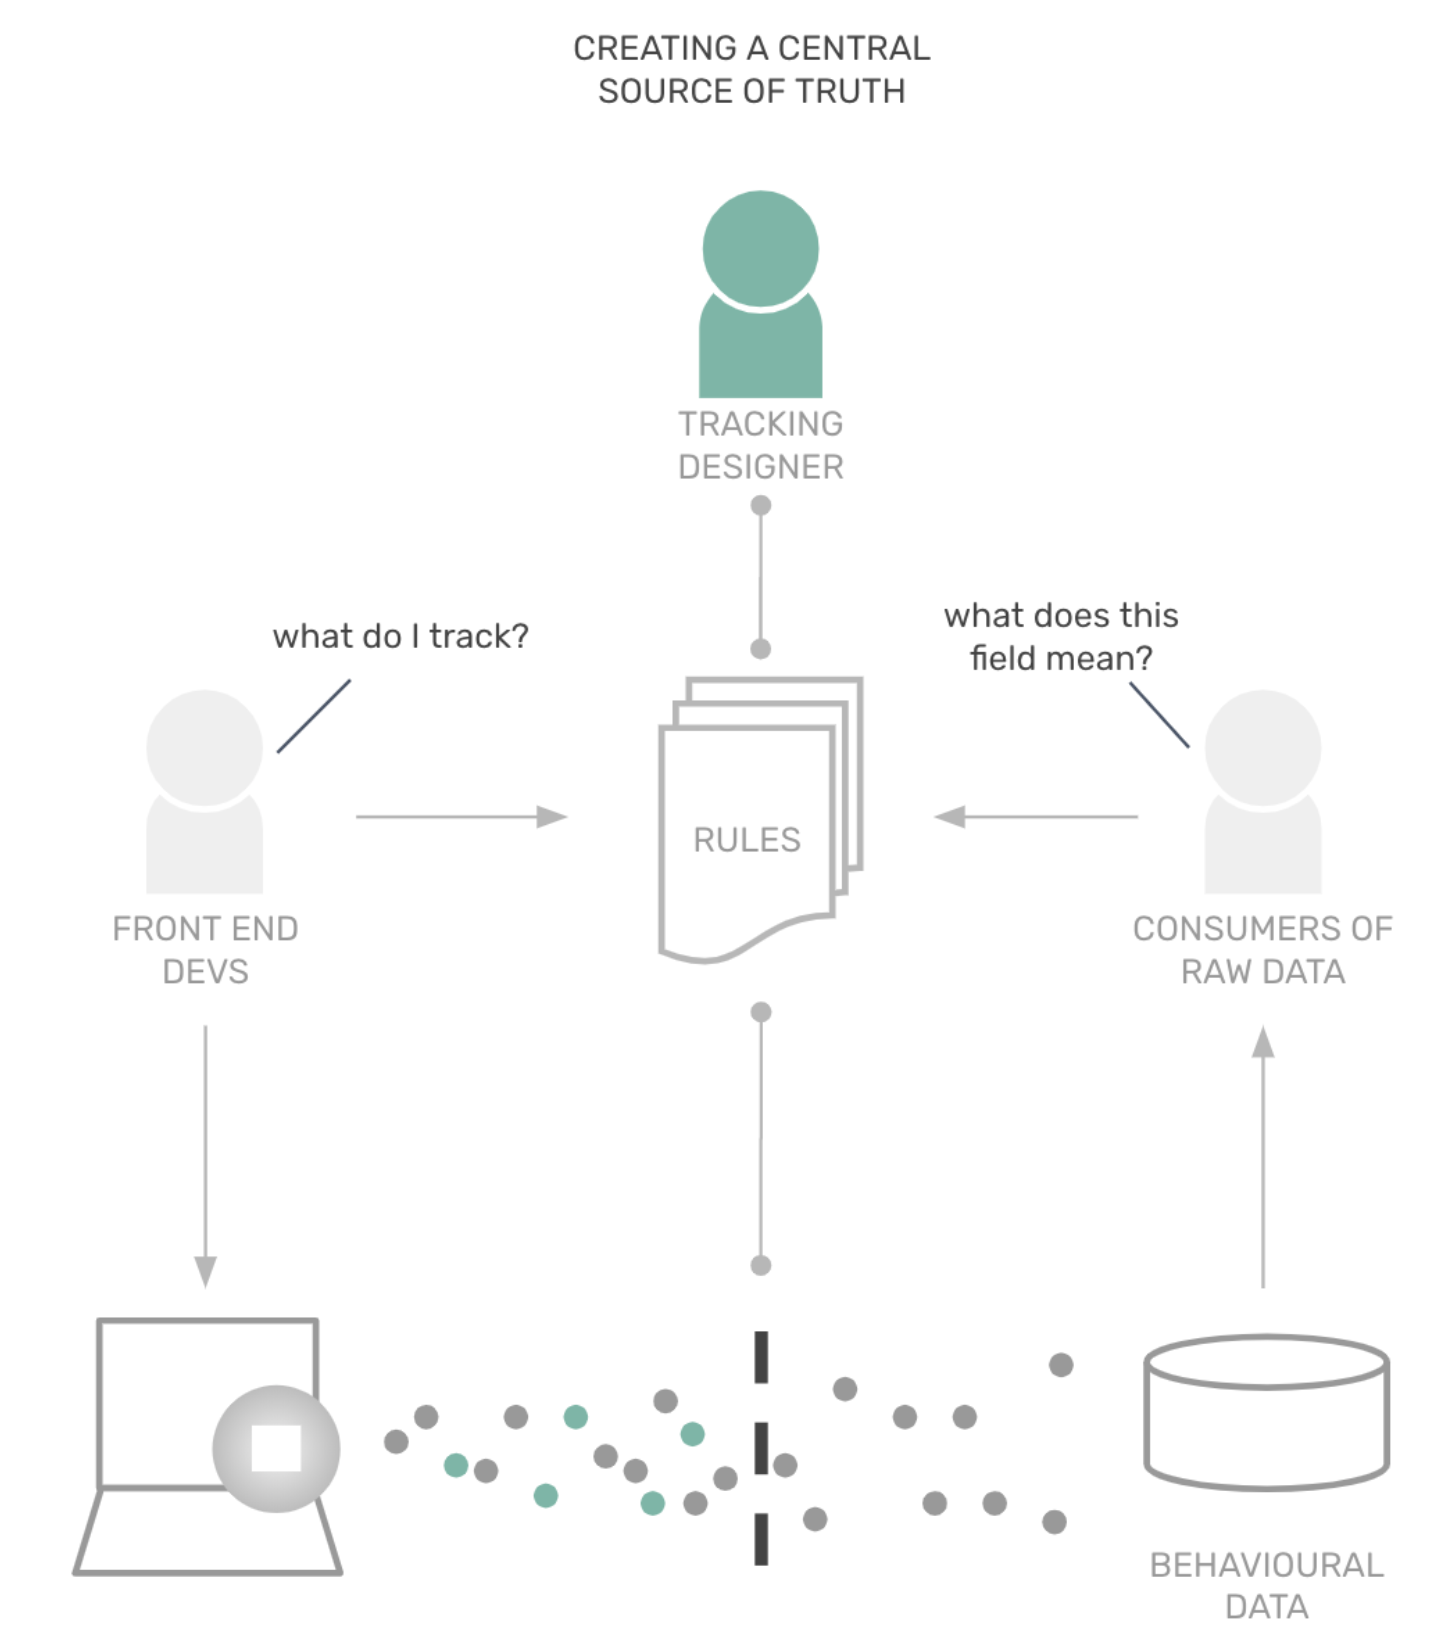 CREATING A CENTRAL
SOURCE OF TRUTH
TRACKING
DESIGNER
what do I track?
what does this
field mean?
RULES
FRONT END
DEVS
CONSUMERS OF
RAW DATA
BEHAVIOURAL
DATA